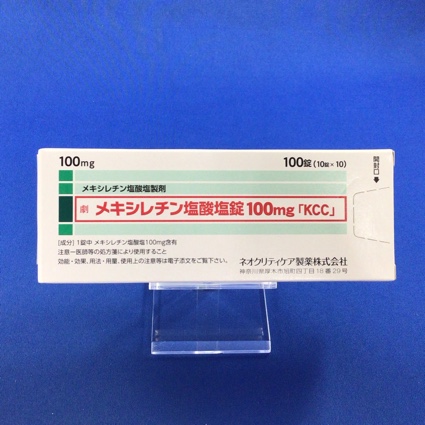 100mg
100錠 (10錠×10)
開封口
メキシレチン塩酸塩製剤
劇 メキシレチン塩酸塩錠100mg「KCC」
[成分] 1錠中 メキシレチン塩酸塩100mg含有
注意－医師等の処方箋により使用すること
効能・効果、用法・用量、使用上の注意等は電子添文をご覧下さい。
ネオクリティケア製薬株式会社
神奈川県厚木市旭町四丁目18番29号